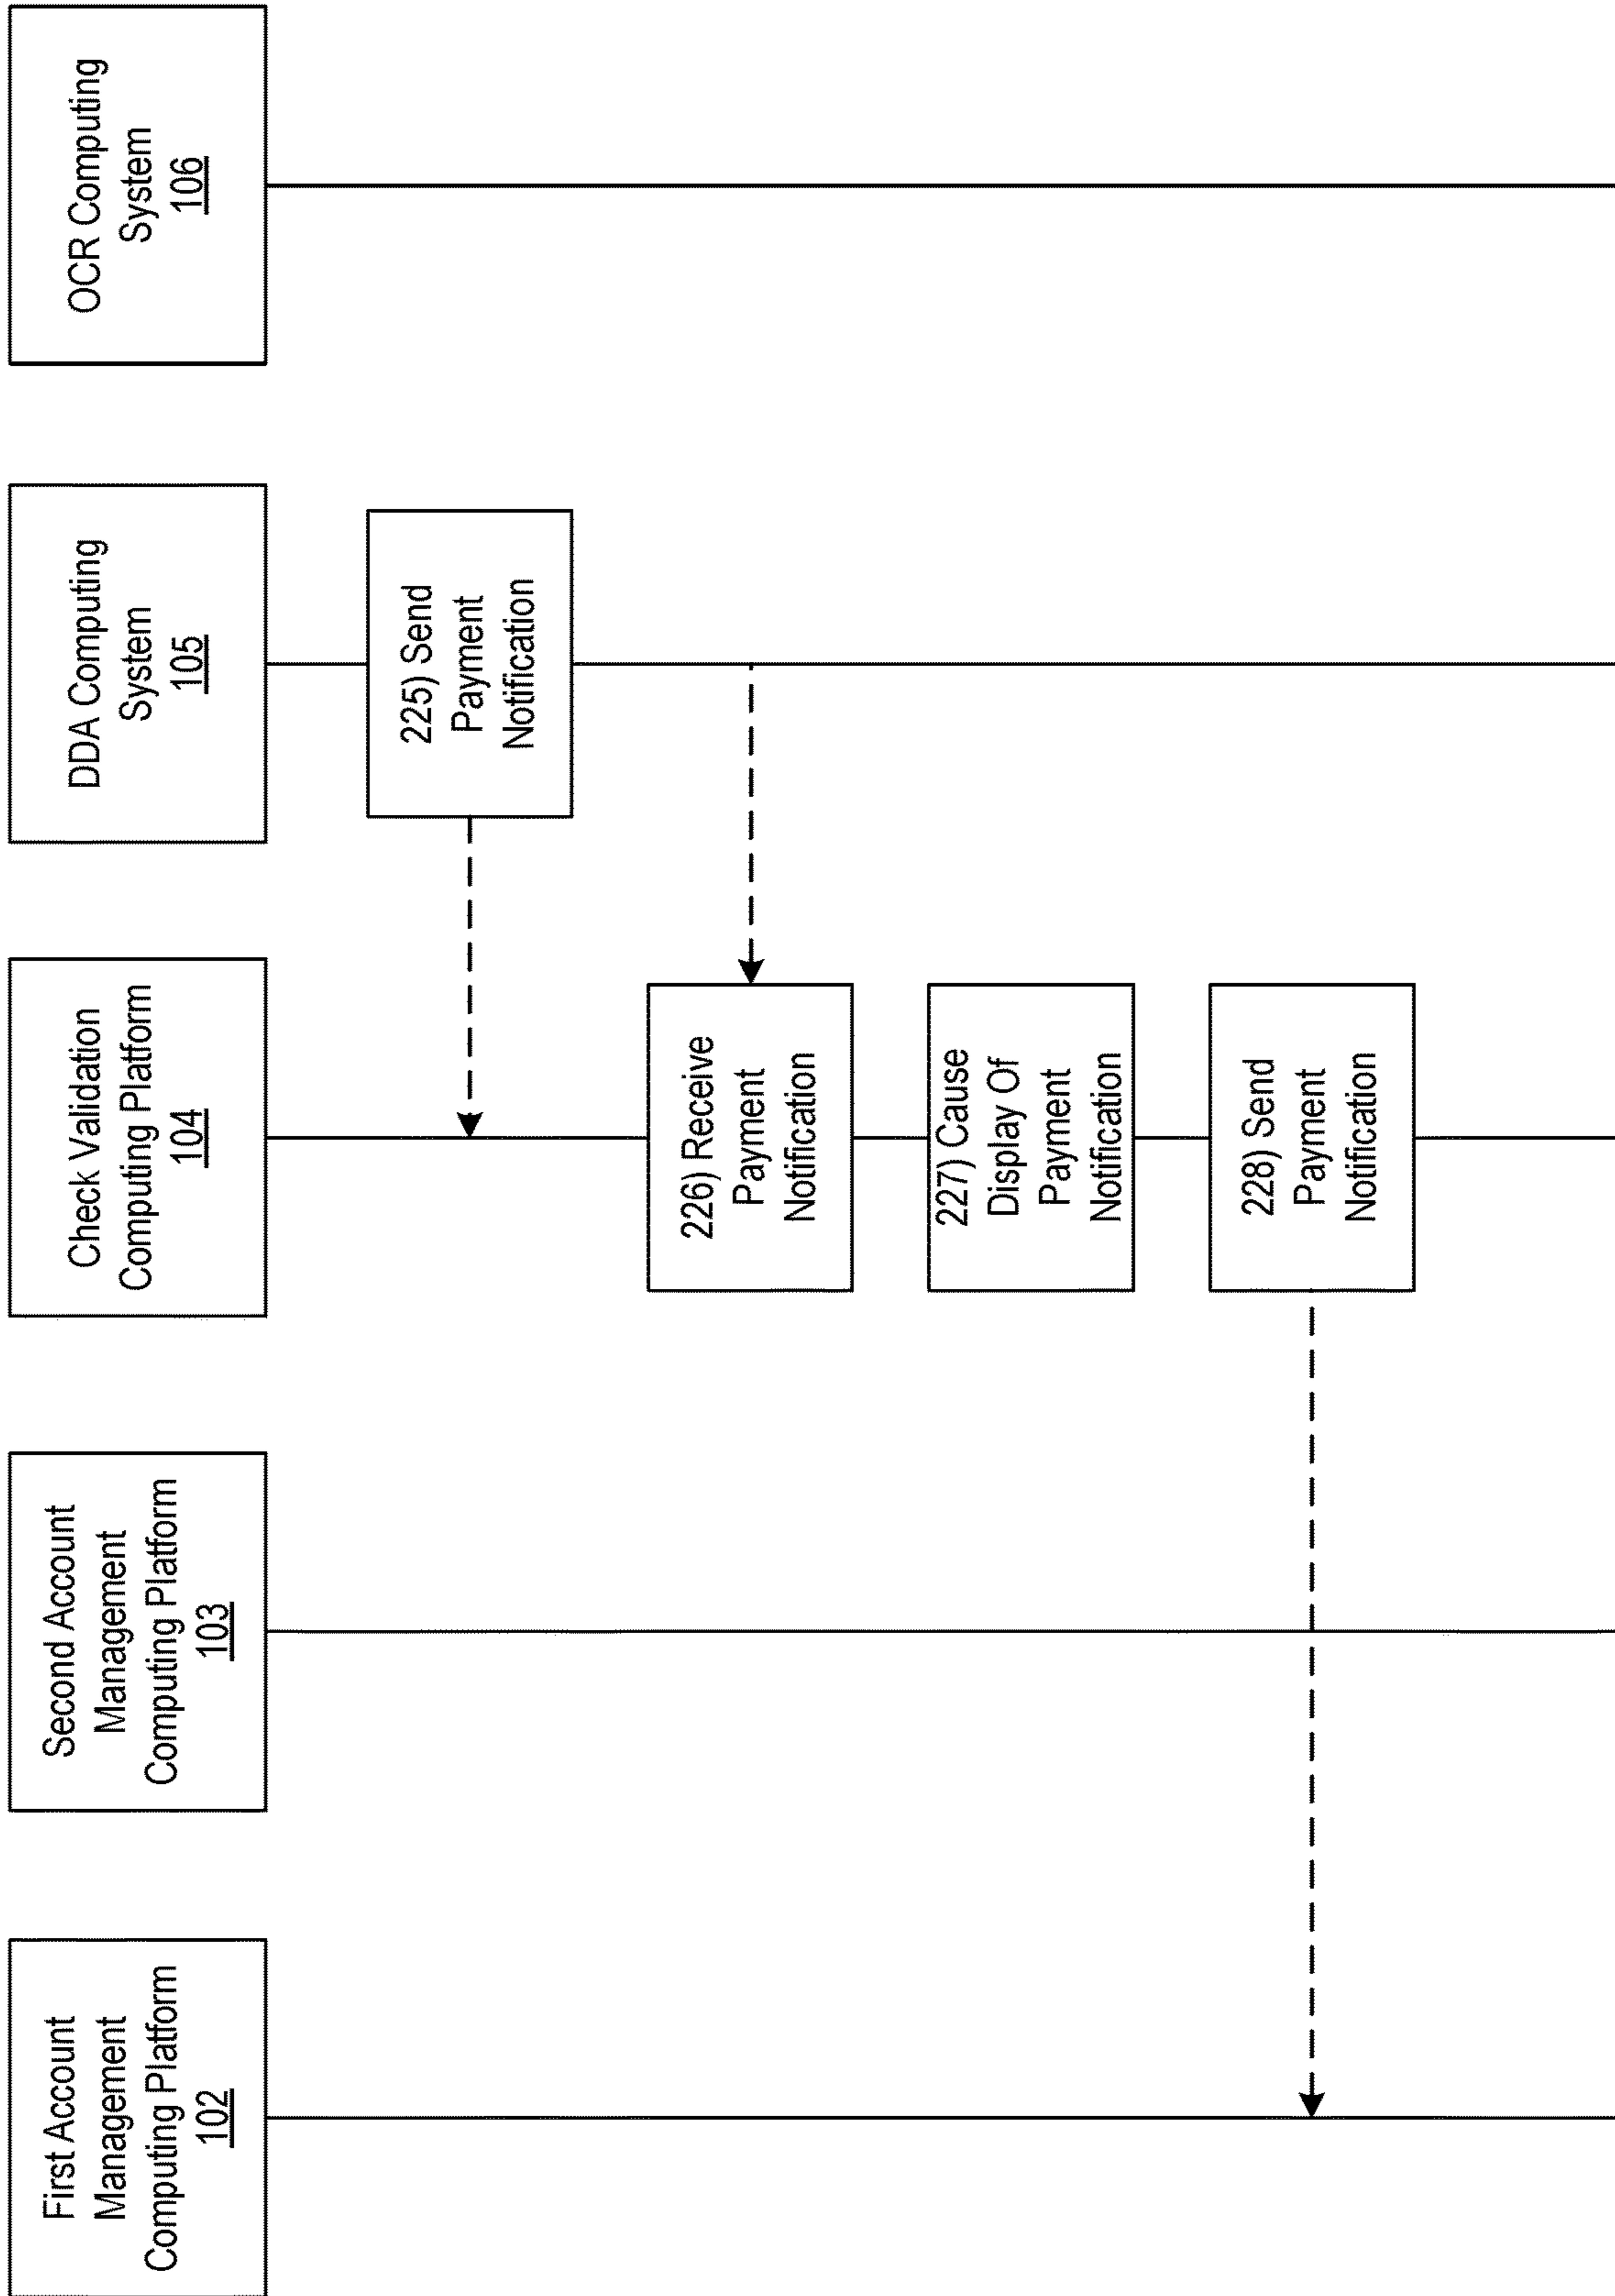 First Account
Management
Computing Platform
102
Second Account
Management
Computing Platform
103
Check Validation
Computing Platform
104
DDA Computing
System
105
OCR Computing
System
106
225) Send
Payment
Notification
226) Receive
Payment
Notification
227) Cause
Display Of
Payment
Notification
228) Send
Payment
Notification